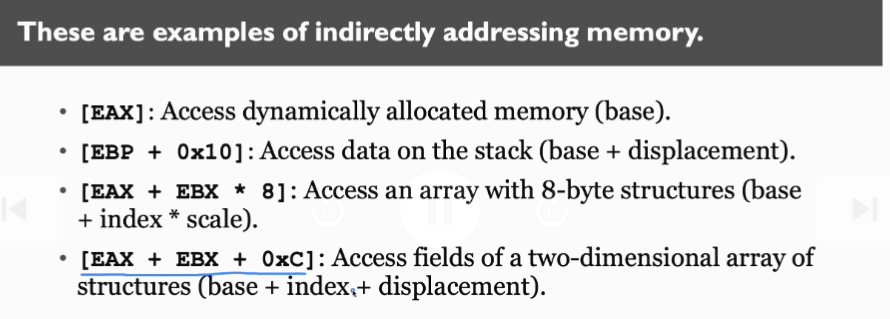 These are examples of indirectly addressing memory.
• [EAX]: Access dynamically allocated memory (base).
• [EBP + 0x10]: Access data on the stack (base + displacement).
• [EAX + EBX * 8]: Access an array with 8-byte structures (base
+ index * scale).
• [EAX + EBX + 0xC]: Access fields of a two-dimensional array of
structures (base + index + displacement).